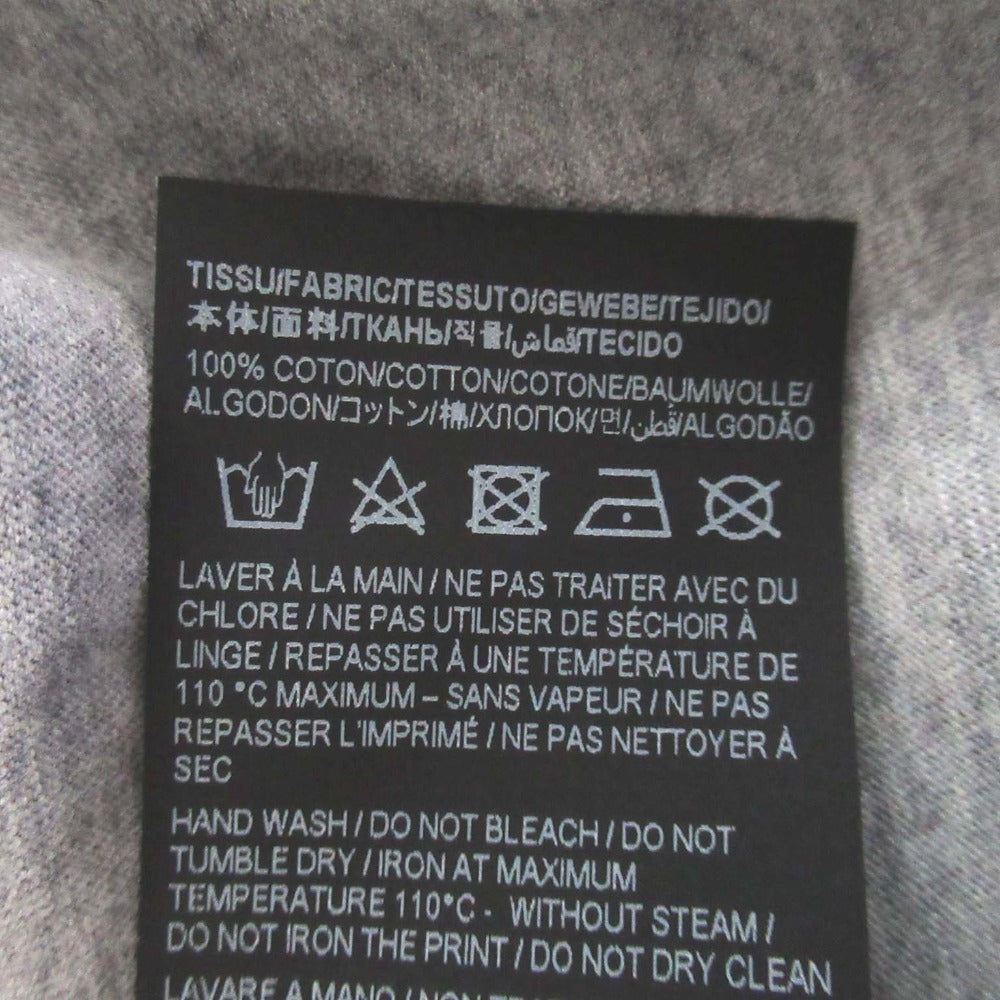 TISSU/FABRIC/TESSUTO/GEWEBE/TEJIDO/
本体/面料/ТКАНЬ/직물/قماش/TECIDO
100% COTON/COTTON/COTONE/BAUMWOLLE/
ALGODON/コットン/棉/ХЛОПОК/면/قطن/ALGODÃO
LAVER À LA MAIN / NE PAS TRAITER AVEC DU
CHLORE / NE PAS UTILISER DE SÉCHOIR À
LINGE / REPASSER À UNE TEMPÉRATURE DE
110 °C MAXIMUM – SANS VAPEUR / NE PAS
REPASSER L'IMPRIMÉ / NE PAS NETTOYER À
SEC
HAND WASH / DO NOT BLEACH / DO NOT
TUMBLE DRY / IRON AT MAXIMUM
TEMPERATURE 110°C - WITHOUT STEAM /
DO NOT IRON THE PRINT / DO NOT DRY CLEAN
LAVARE A MANO / NON